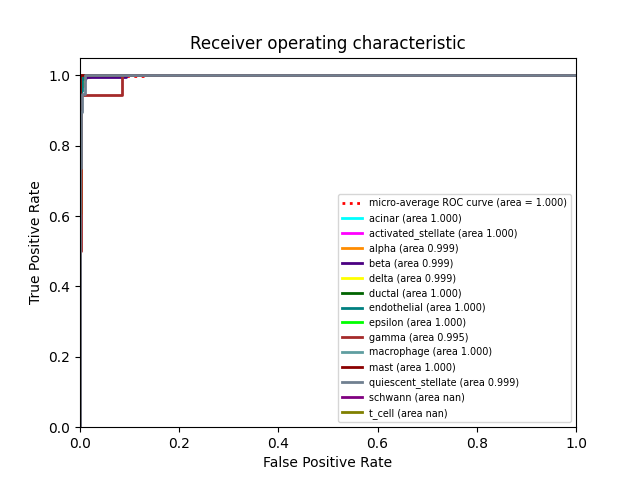 Receiver operating characteristic
True Positive Rate
1.0
0.8
0.6
0.4
0.2
0.0
micro-average ROC curve (area = 1.000)
acinar (area 1.000)
activated_stellate (area 1.000)
alpha (area 0.999)
beta (area 0.999)
delta (area 0.999)
ductal (area 1.000)
endothelial (area 1.000)
epsilon (area 1.000)
gamma (area 0.995)
macrophage (area 1.000)
mast (area 1.000)
quiescent_stellate (area 0.999)
schwann (area nan)
t_cell (area nan)
0.0 0.2 0.4 0.6 0.8 1.0
False Positive Rate